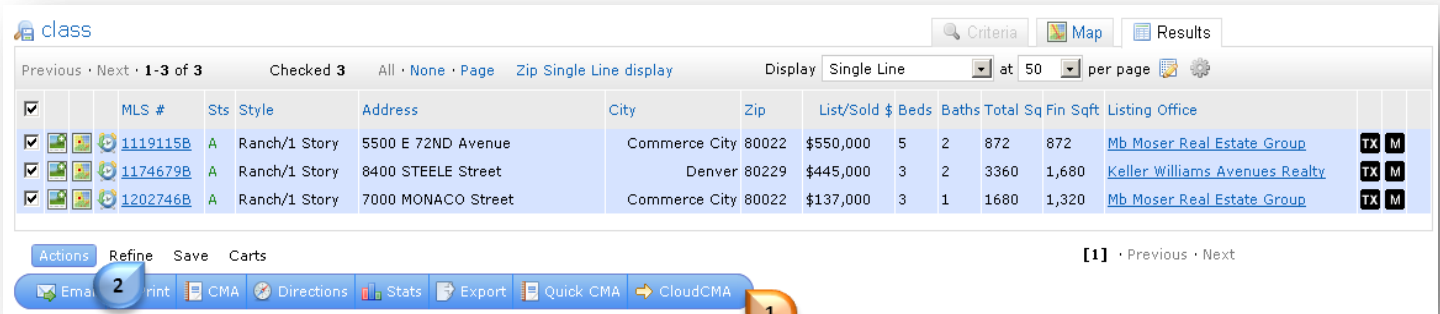 class Criteria Map Results
Previous · Next · 1-3 of 3 Checked 3 All · None · Page Zip Single Line display Display Single Line at 50 per page
MLS # Sts Style Address City Zip List/Sold $ Beds Baths Total Sq Fin Sqft Listing Office
1119115B A Ranch/1 Story 5500 E 72ND Avenue Commerce City 80022 $550,000 5 2 872 872 Mb Moser Real Estate Group TX M
1174679B A Ranch/1 Story 8400 STEELE Street Denver 80229 $445,000 3 2 3360 1,680 Keller Williams Avenues Realty TX M
1202746B A Ranch/1 Story 7000 MONACO Street Commerce City 80022 $137,000 3 1 1680 1,320 Mb Moser Real Estate Group TX M
Actions Refine Save Carts [1] · Previous · Next
2 CMA Directions Stats Export Quick CMA CloudCMA
1